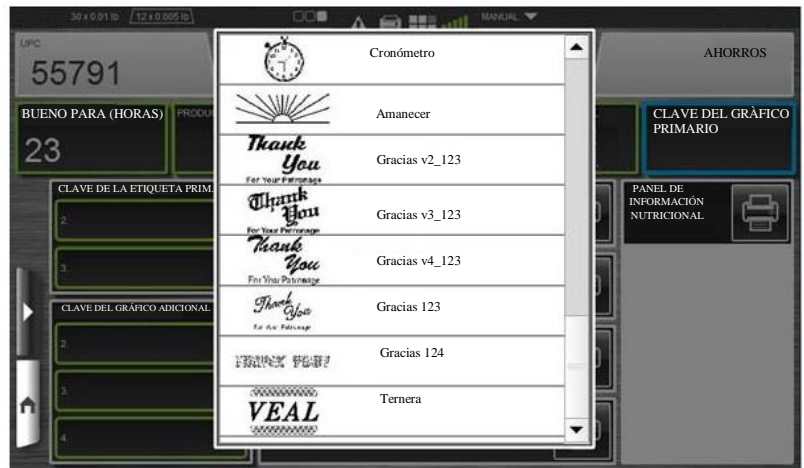 30 x 0.01 lb 12 x 0.005 lb
MANUAL
UPC
55791
AHORROS
BUENO PARA (HORAS)
23
CLAVE DEL GRÀFICO
PRIMARIO
CLAVE DE LA ETIQUETA PRIM.
2.
3.
CLAVE DEL GRÁFICO ADICIONAL
2.
3.
4.
PANEL DE
INFORMACIÓN
NUTRICIONAL
Cronómetro
Amanecer
Thank
You
For Your Patronage
Gracias v2_123
Thank
You
For Your Patronage
Gracias v3_123
Thank
You
For Your Patronage
Gracias v4_123
Thank
You
For Your Patronage
Gracias 123
THANK YOU!
Gracias 124
VEAL
Ternera